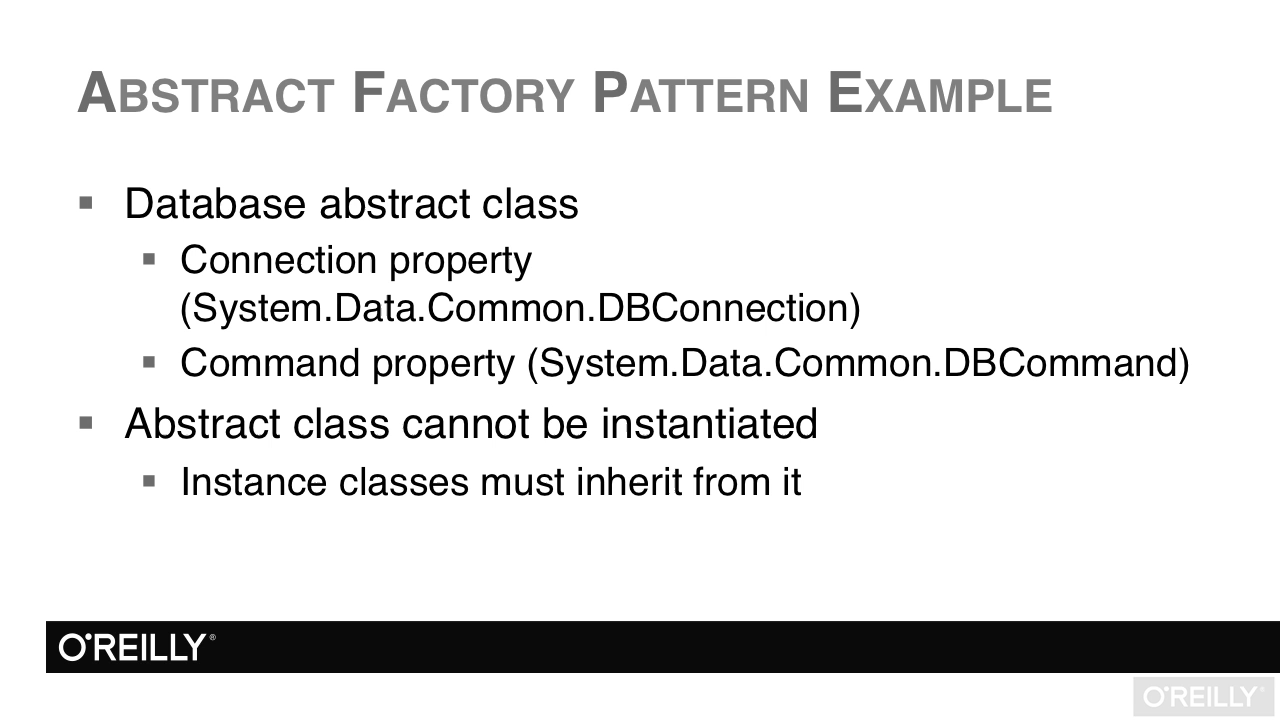 ABSTRACT FACTORY PATTERN EXAMPLE
▪ Database abstract class
▪ Connection property
(System.Data.Common.DBConnection)
▪ Command property (System.Data.Common.DBCommand)
▪ Abstract class cannot be instantiated
▪ Instance classes must inherit from it
O'REILLY®
O'REILLY®